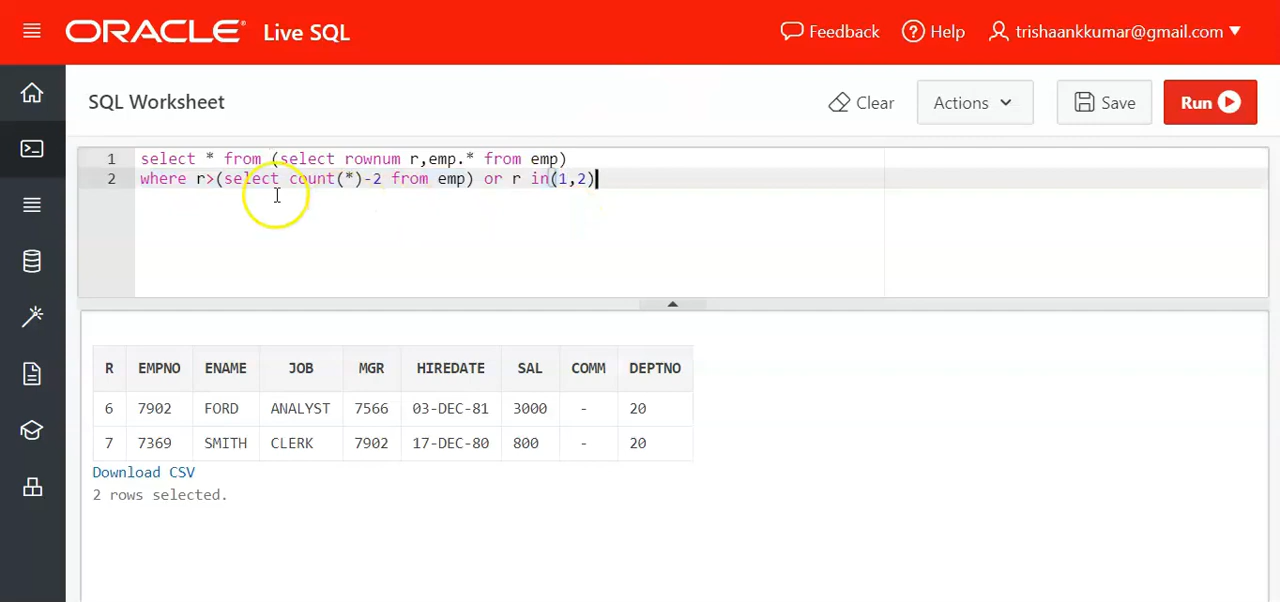 ORACLE® Live SQL
Feedback
Help
trishaankkumar@gmail.com
SQL Worksheet
Clear
Actions
Save
Run
1 select * from (select rownum r,emp.* from emp)
2 where r>(select count(*)-2 from emp) or r in(1,2)
R EMPNO ENAME JOB MGR HIREDATE SAL COMM DEPTNO
6 7902 FORD ANALYST 7566 03-DEC-81 3000 - 20
7 7369 SMITH CLERK 7902 17-DEC-80 800 - 20
Download CSV
2 rows selected.